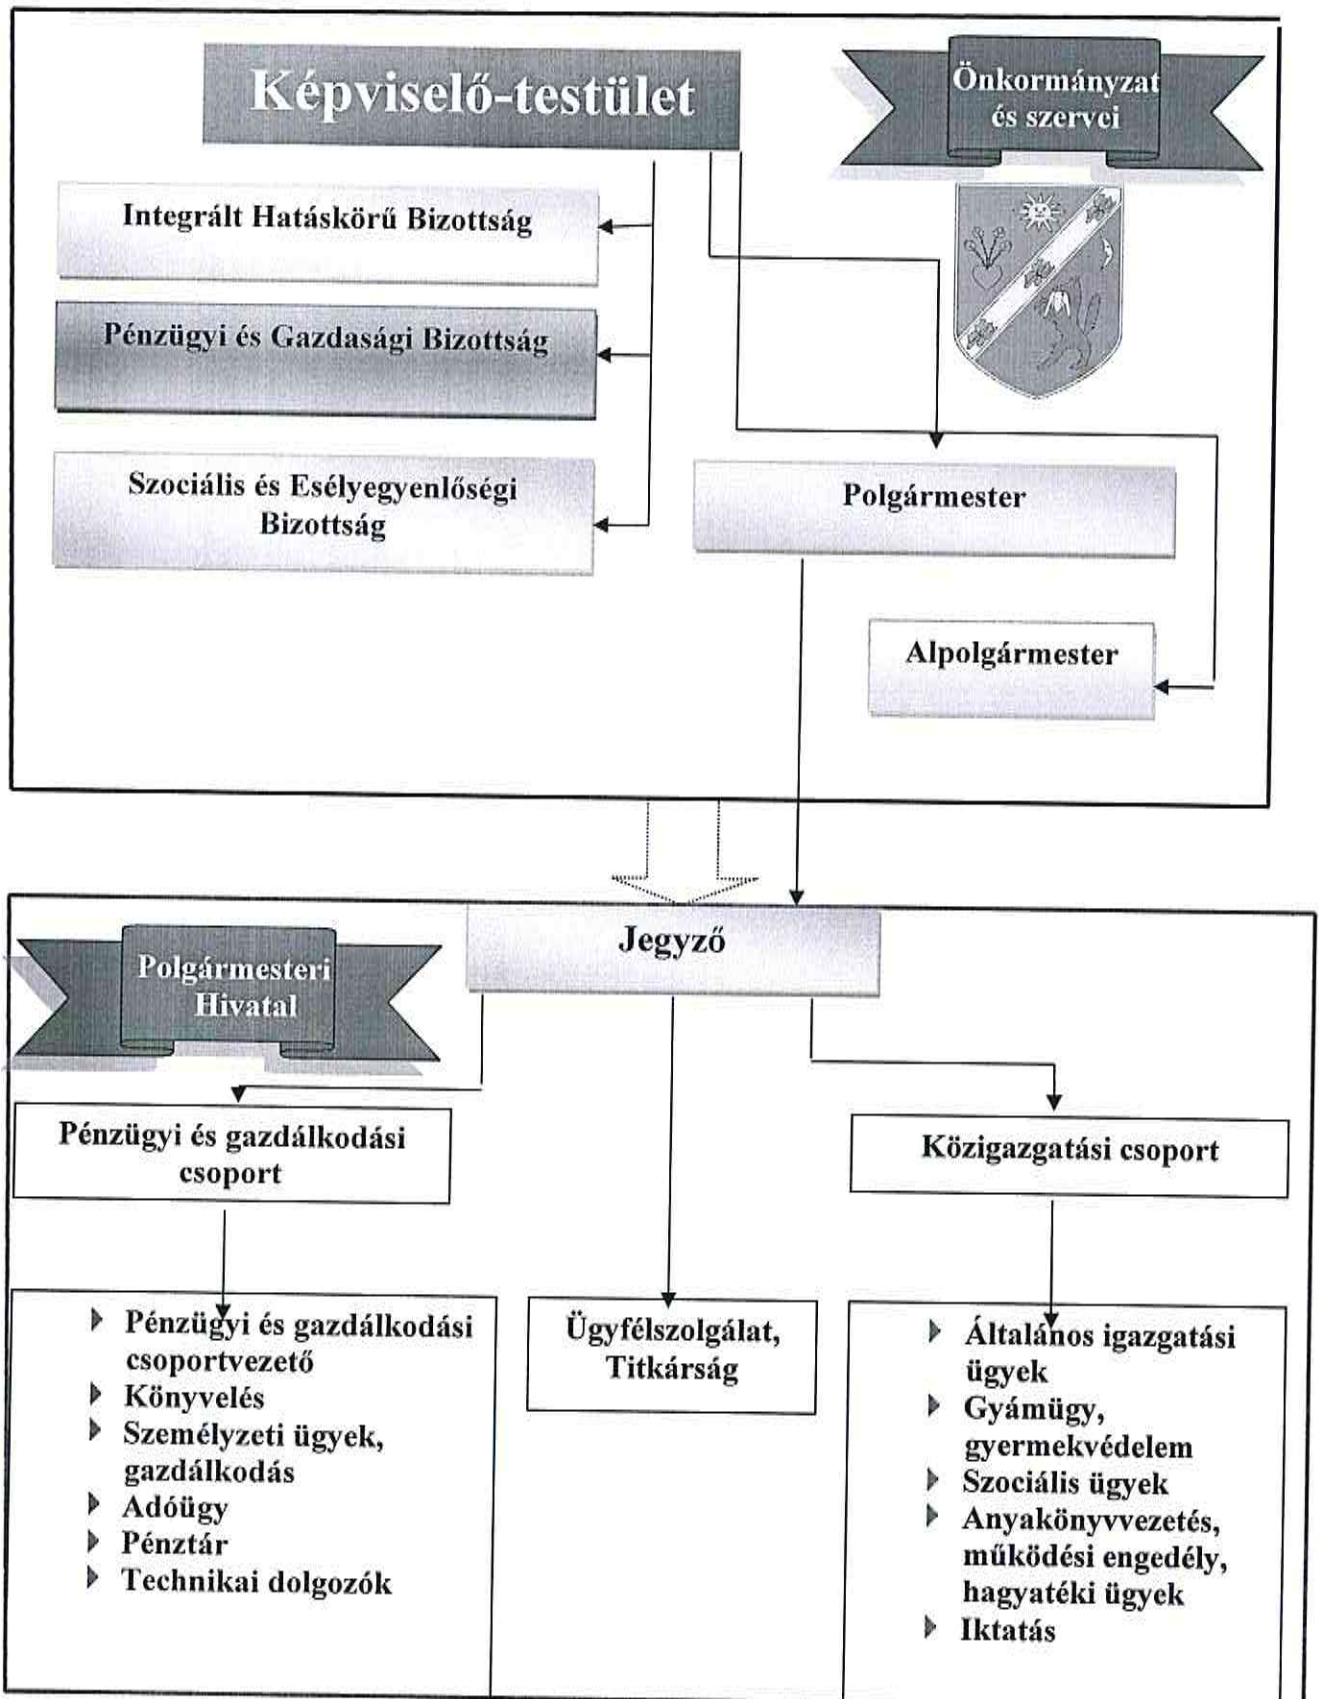 Képviselő-testület
Önkormányzat
és szervei
Integrált Hatáskörű Bizottság
Pénzügyi és Gazdasági Bizottság
Szociális és Esélyegyenlőségi
Bizottság
Polgármester
Alpolgármester
Jegyző
Polgármesteri
Hivatal
Pénzügyi és gazdálkodási
csoport
Közigazgatási csoport
Pénzügyi és gazdálkodási
csoportvezető
Könyvelés
Személyzeti ügyek,
gazdálkodás
Adóügy
Pénztár
Technikai dolgozók
Ügyfélszolgálat,
Titkárság
Általános igazgatási
ügyek
Gyámügy,
gyermekvédelem
Szociális ügyek
Anyakönyvvezetés,
működési engedély,
hagyatéki ügyek
Iktatás